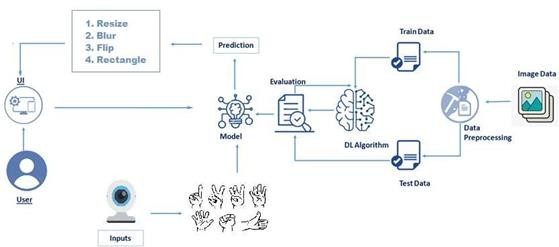 1. Resize
2. Blur
3. Flip
4. Rectangle
Prediction
Train Data
Evaluation
Image Data
UI
Model
DL Algorithm
Data
Preprocessing
User
Test Data
Inputs